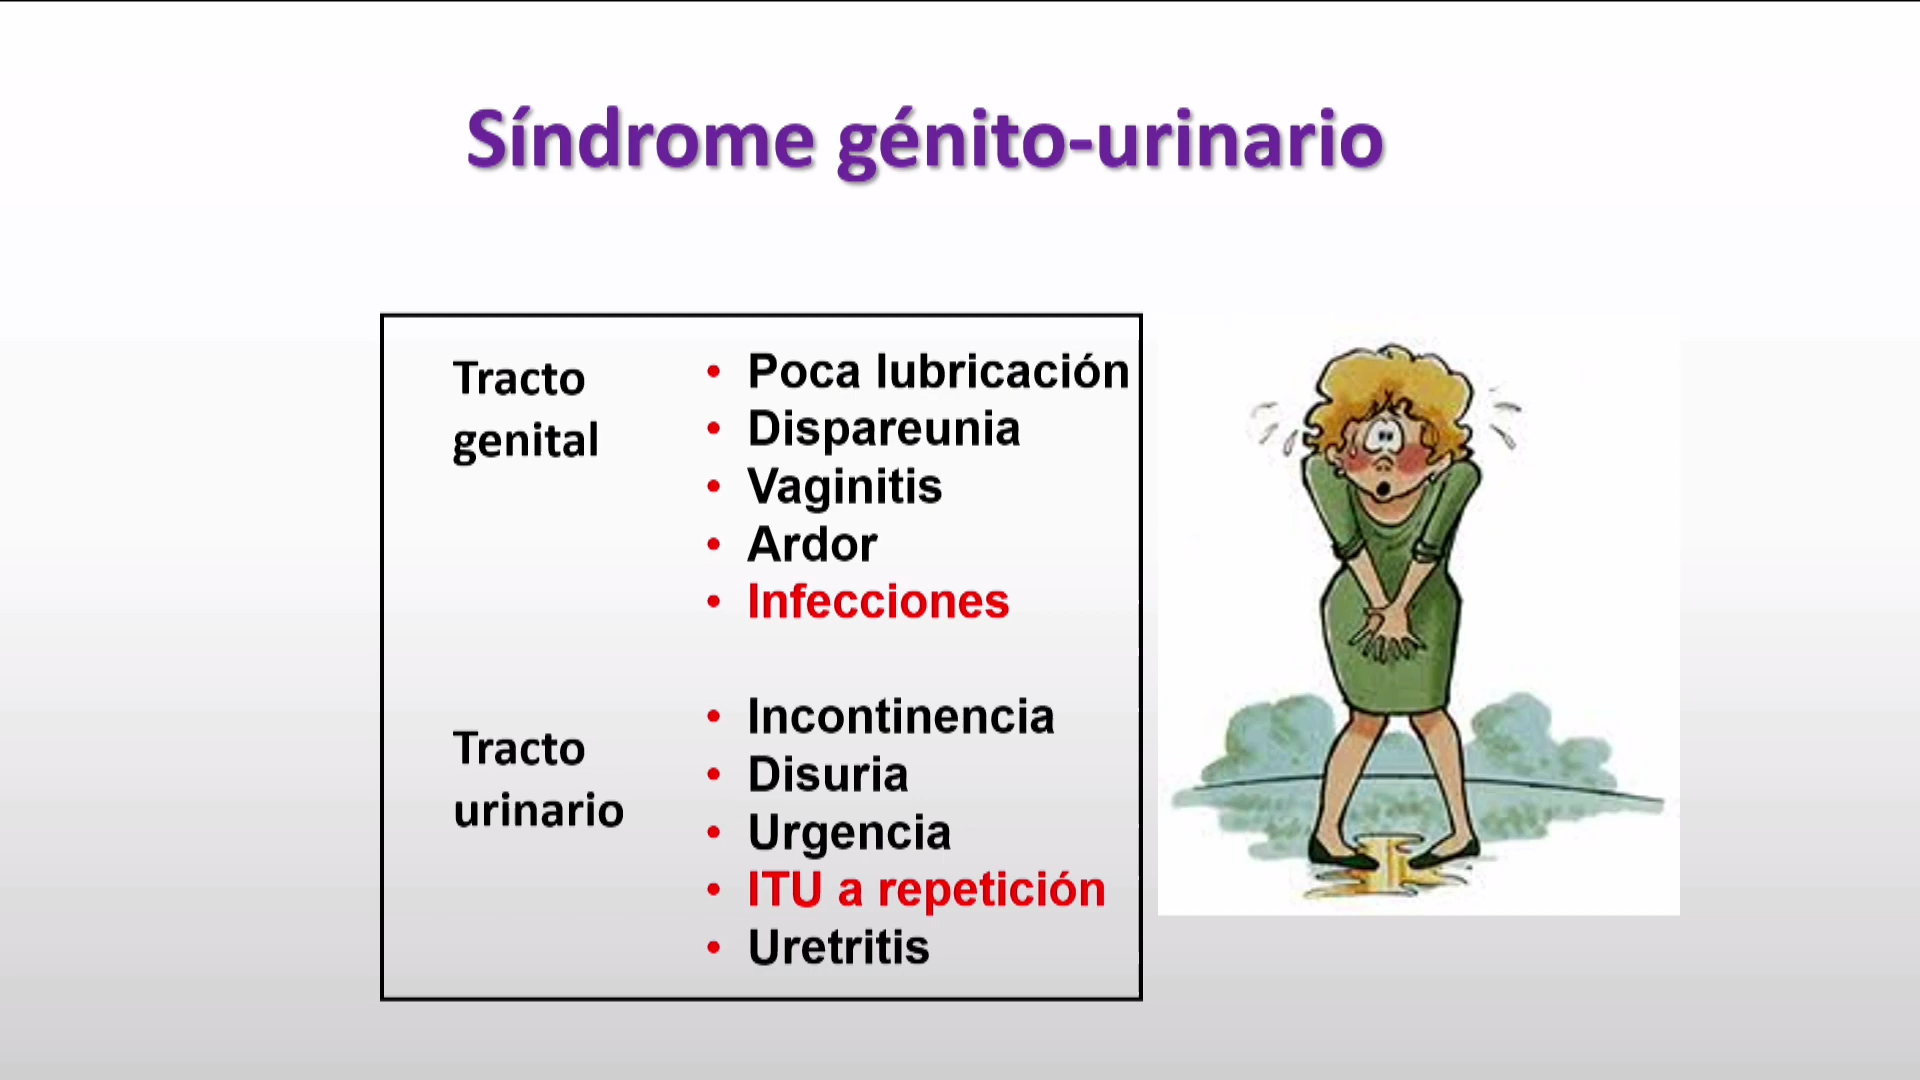 Síndrome génito-urinario
Tracto
genital
• Poca lubricación
• Dispareunia
• Vaginitis
• Ardor
• Infecciones
Tracto
urinario
• Incontinencia
• Disuria
• Urgencia
• ITU a repetición
• Uretritis